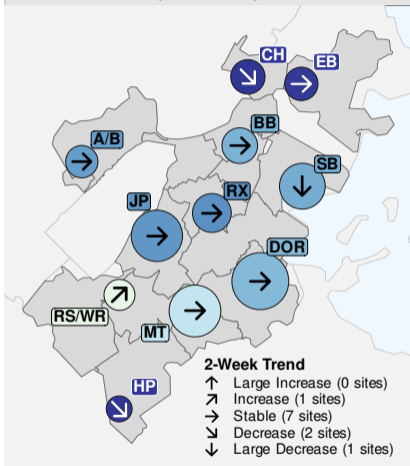 CH
EB
BB
A/B
SB
RX
JP
DOR
RS/WR
MT
HP
2-Week Trend
↑ Large Increase (0 sites)
↗ Increase (1 sites)
→ Stable (7 sites)
↘ Decrease (2 sites)
↓ Large Decrease (1 sites)